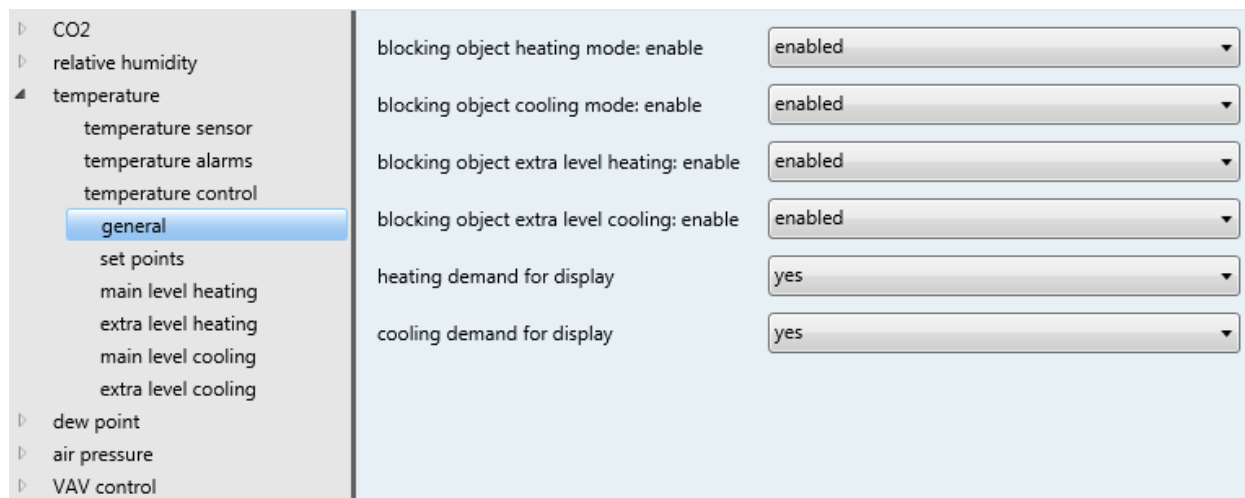 CO2
relative humidity
temperature
temperature sensor
temperature alarms
temperature control
general
set points
main level heating
extra level heating
main level cooling
extra level cooling
dew point
air pressure
VAV control
blocking object heating mode: enable
enabled
blocking object cooling mode: enable
enabled
blocking object extra level heating: enable
enabled
blocking object extra level cooling: enable
enabled
heating demand for display
yes
cooling demand for display
yes